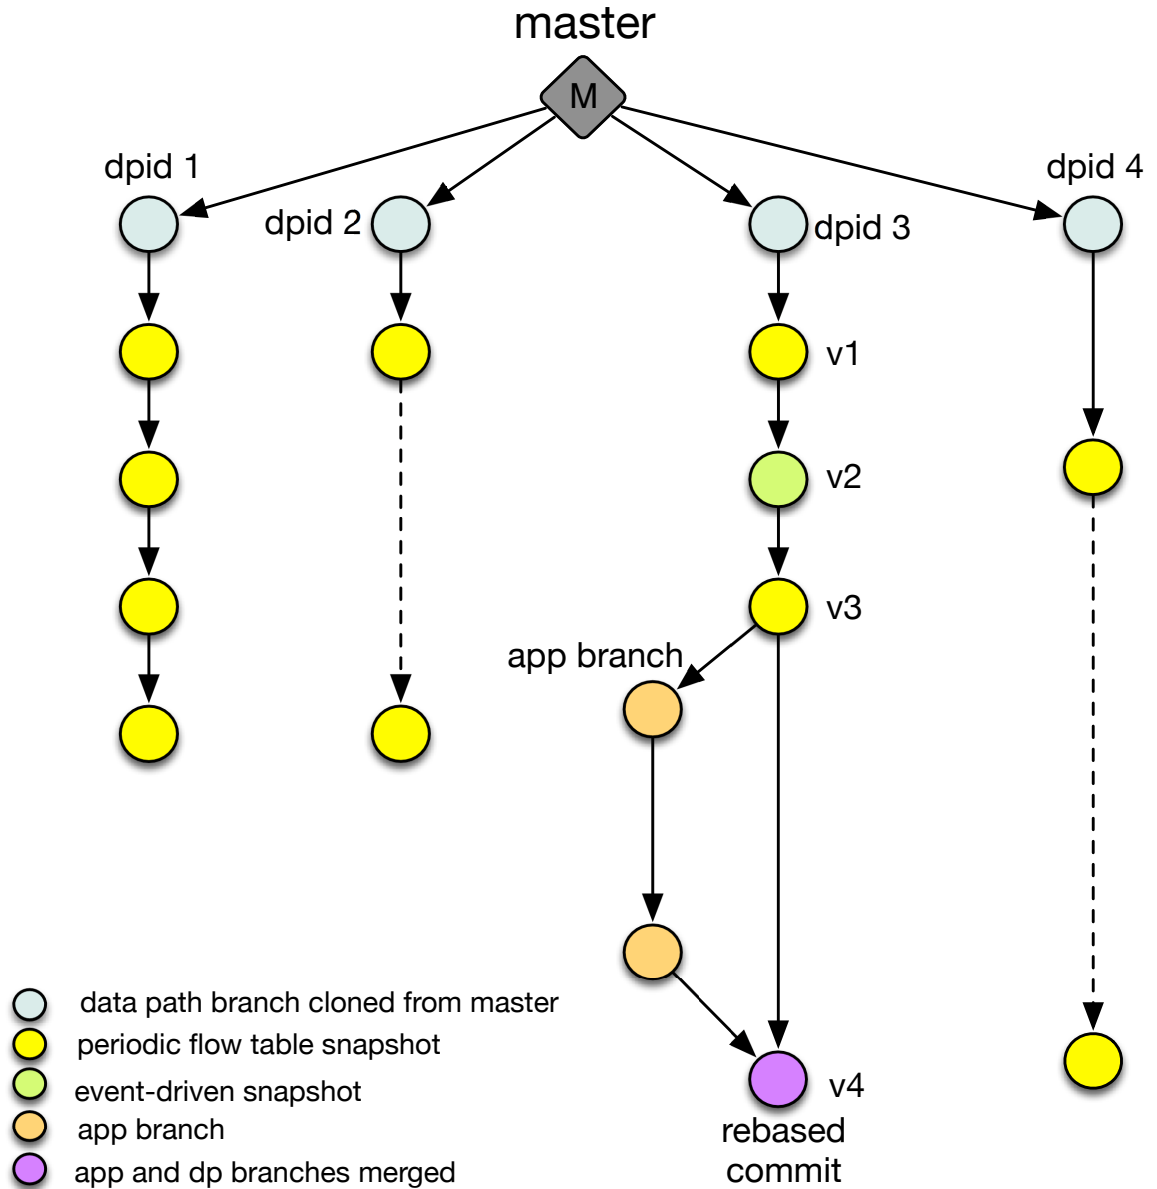 master
M
dpid 1
dpid 4
dpid 2
dpid 3
v1
v2
v3
app branch
v4
rebased
commit
data path branch cloned from master
periodic flow table snapshot
event-driven snapshot
app branch
app and dp branches merged